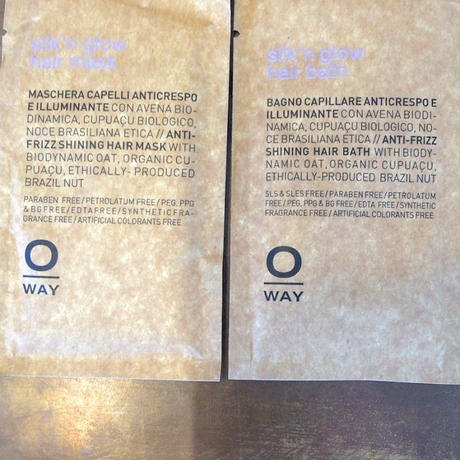 silk'n glow
hair mask
MASCHERA CAPELLI ANTICRESPO
E ILLUMINANTE CON AVENA BIO-
DINAMICA, CUPUAÇU BIOLOGICO,
NOCE BRASILIANA ETICA // ANTI-
FRIZZ SHINING HAIR MASK WITH
BIODYNAMIC OAT, ORGANIC CU-
PUAÇU, ETHICALLY-PRODUCED
BRAZIL NUT
PARABEN FREE/PETROLATUM FREE/PEG, PPG
& BG FREE/EDTA FREE/SYNTHETIC FRA-
GRANCE FREE/ARTIFICIAL COLORANTS FREE
O
WAY
silk'n glow
hair bath
BAGNO CAPILLARE ANTICRESPO E
ILLUMINANTE CON AVENA BIODI-
NAMICA, CUPUAÇU BIOLOGICO, NO-
CE BRASILIANA ETICA // ANTI-FRIZZ
SHINING HAIR BATH WITH BIODY-
NAMIC OAT, ORGANIC CUPUAÇU,
ETHICALLY-PRODUCED BRAZIL NUT
SLS & SLES FREE/PARABEN FREE/PETROLATUM
FREE/PEG, PPG & BG FREE/EDTA FREE/SYNTHETIC
FRAGRANCE FREE/ARTIFICIAL COLORANTS FREE
O
WAY